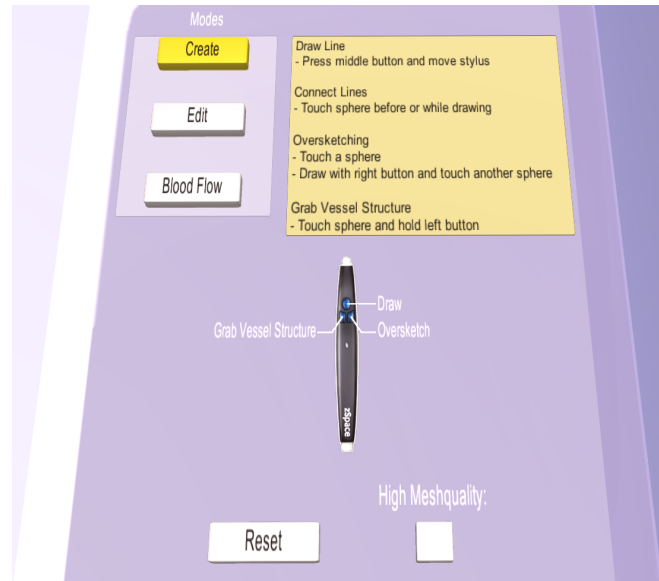 Modes
Create
Edit
Blood Flow
Draw Line
- Press middle button and move stylus
Connect Lines
- Touch sphere before or while drawing
Oversketching
- Touch a sphere
- Draw with right button and touch another sphere
Grab Vessel Structure
- Touch sphere and hold left button
Draw
Grab Vessel Structure
Oversketch
zSpace
High Meshquality:
Reset